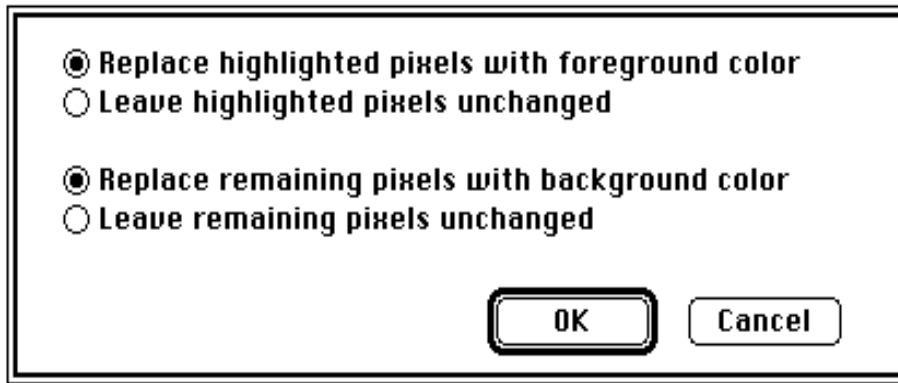 Replace highlighted pixels with foreground color
Leave highlighted pixels unchanged
Replace remaining pixels with background color
Leave remaining pixels unchanged
OK Cancel